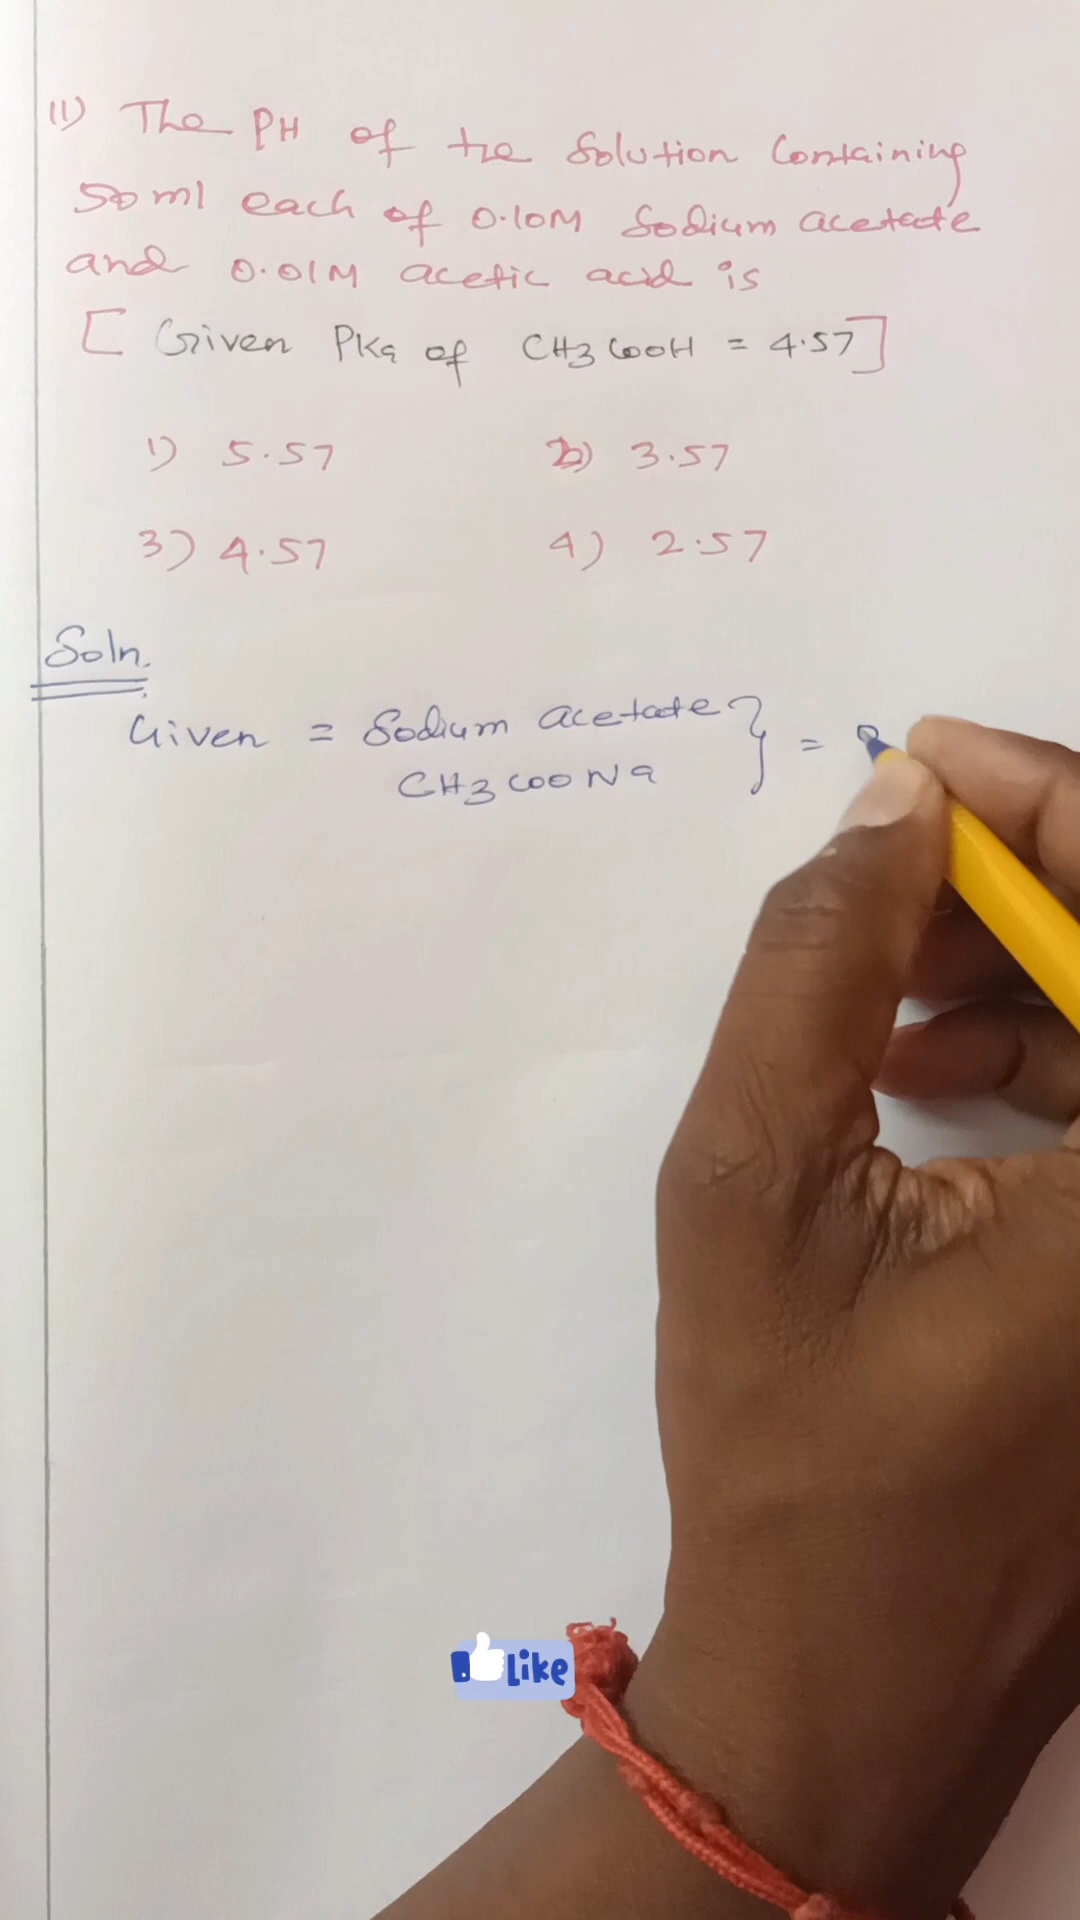 11) The PH of the Solution Containing
50 ml each of 0.10M Sodium acetate
and 0.01M acetic acid is
[ Given Pka of CH3COOH = 4.57 ]
1) 5.57 2) 3.57
3) 4.57 4) 2.57
Soln.
Given = Sodium acetate } =
CH3COONa
Like